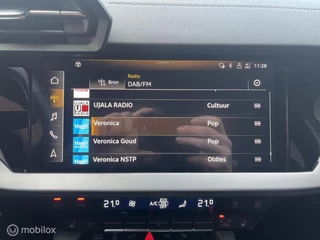 11:28
Bron
Radio
DAB/FM
UJALA RADIO Cultuur
Veronica Pop
Veronica Goud Pop
Veronica NSTP Oldies
21.0 A/C 21.0
© Marktplaats